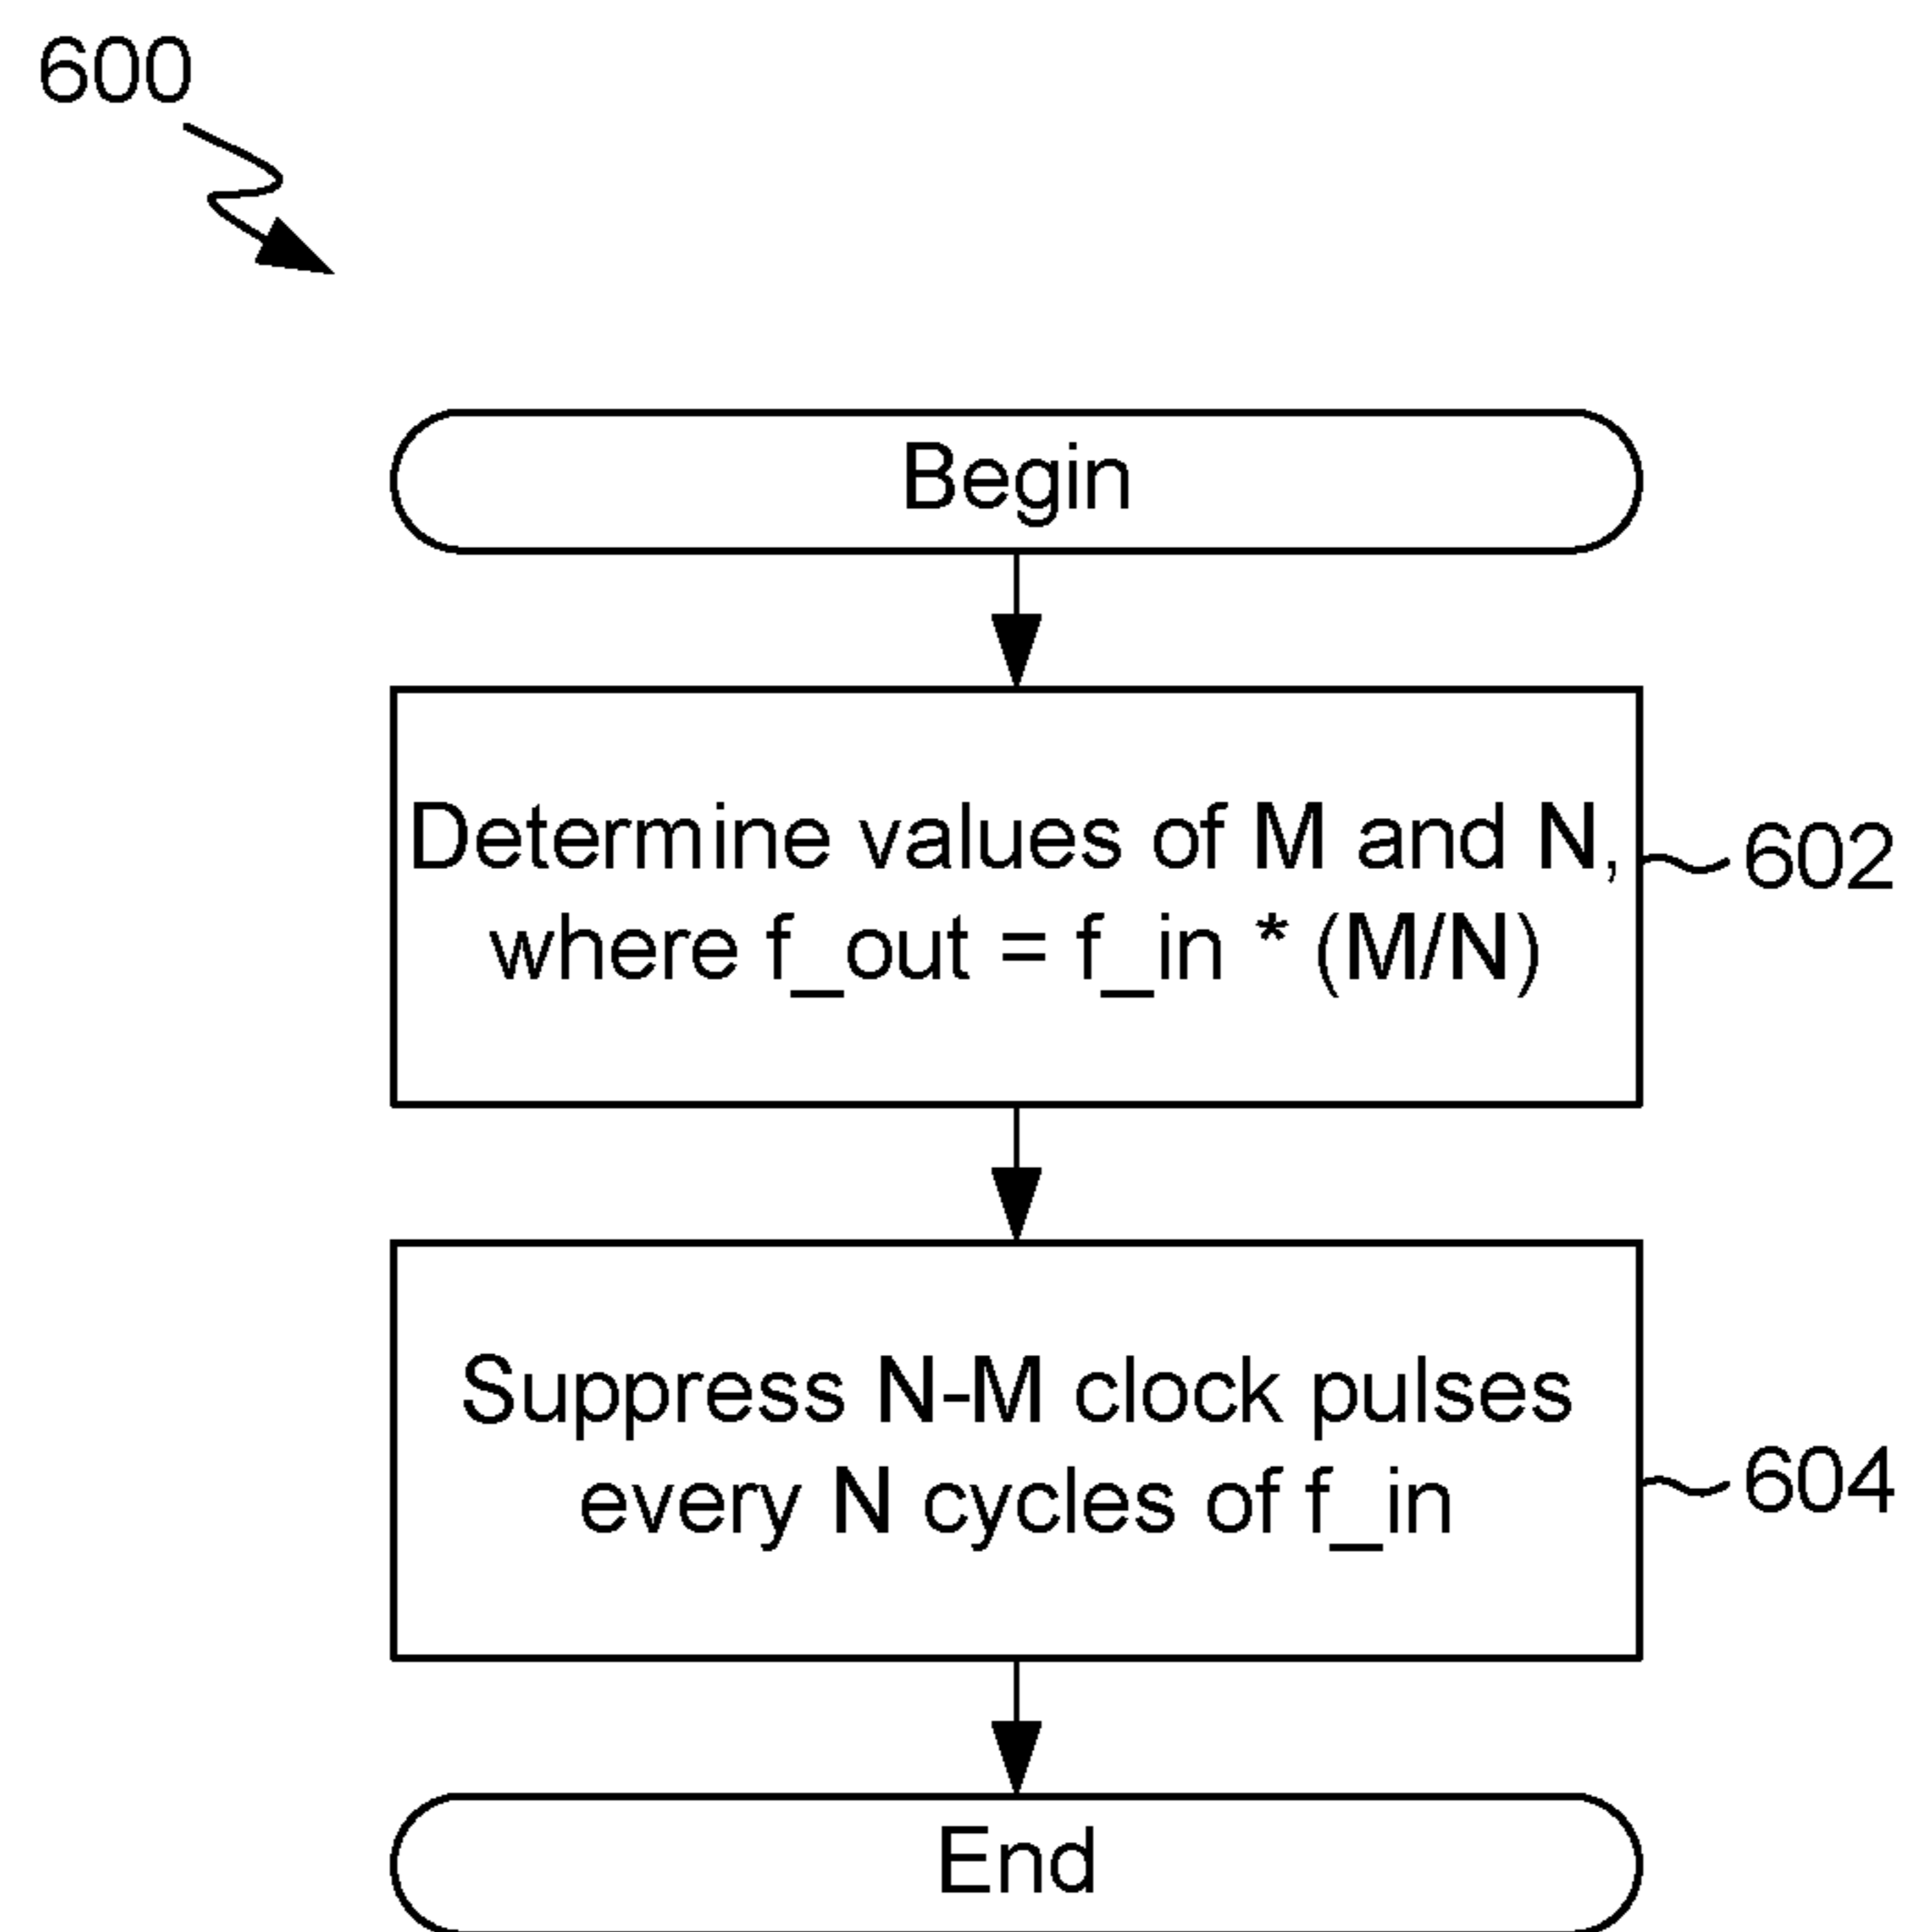 600
Begin
Determine values of M and N,
where f_out = f_in * (M/N)
602
Suppress N-M clock pulses
every N cycles of f_in
604
End